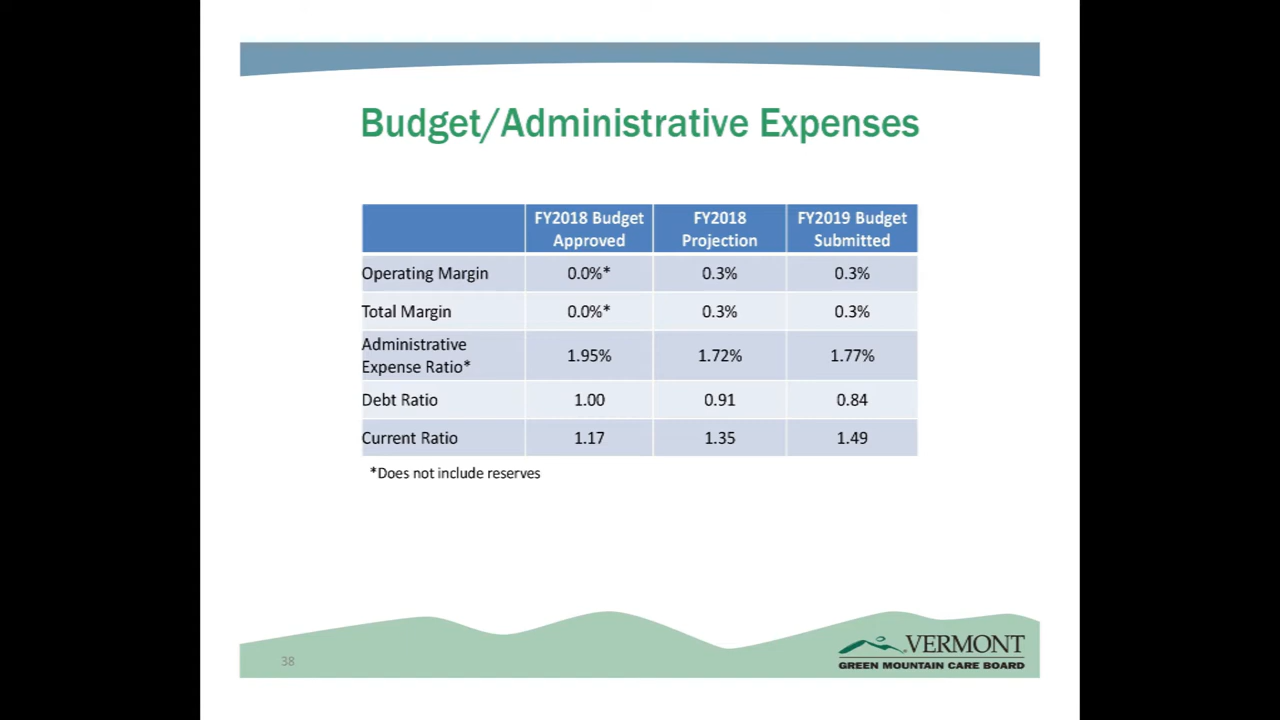 Budget/Administrative Expenses
FY2018 Budget Approved FY2018 Projection FY2019 Budget Submitted
Operating Margin 0.0%* 0.3% 0.3%
Total Margin 0.0%* 0.3% 0.3%
Administrative Expense Ratio* 1.95% 1.72% 1.77%
Debt Ratio 1.00 0.91 0.84
Current Ratio 1.17 1.35 1.49
*Does not include reserves
38
VERMONT
GREEN MOUNTAIN CARE BOARD